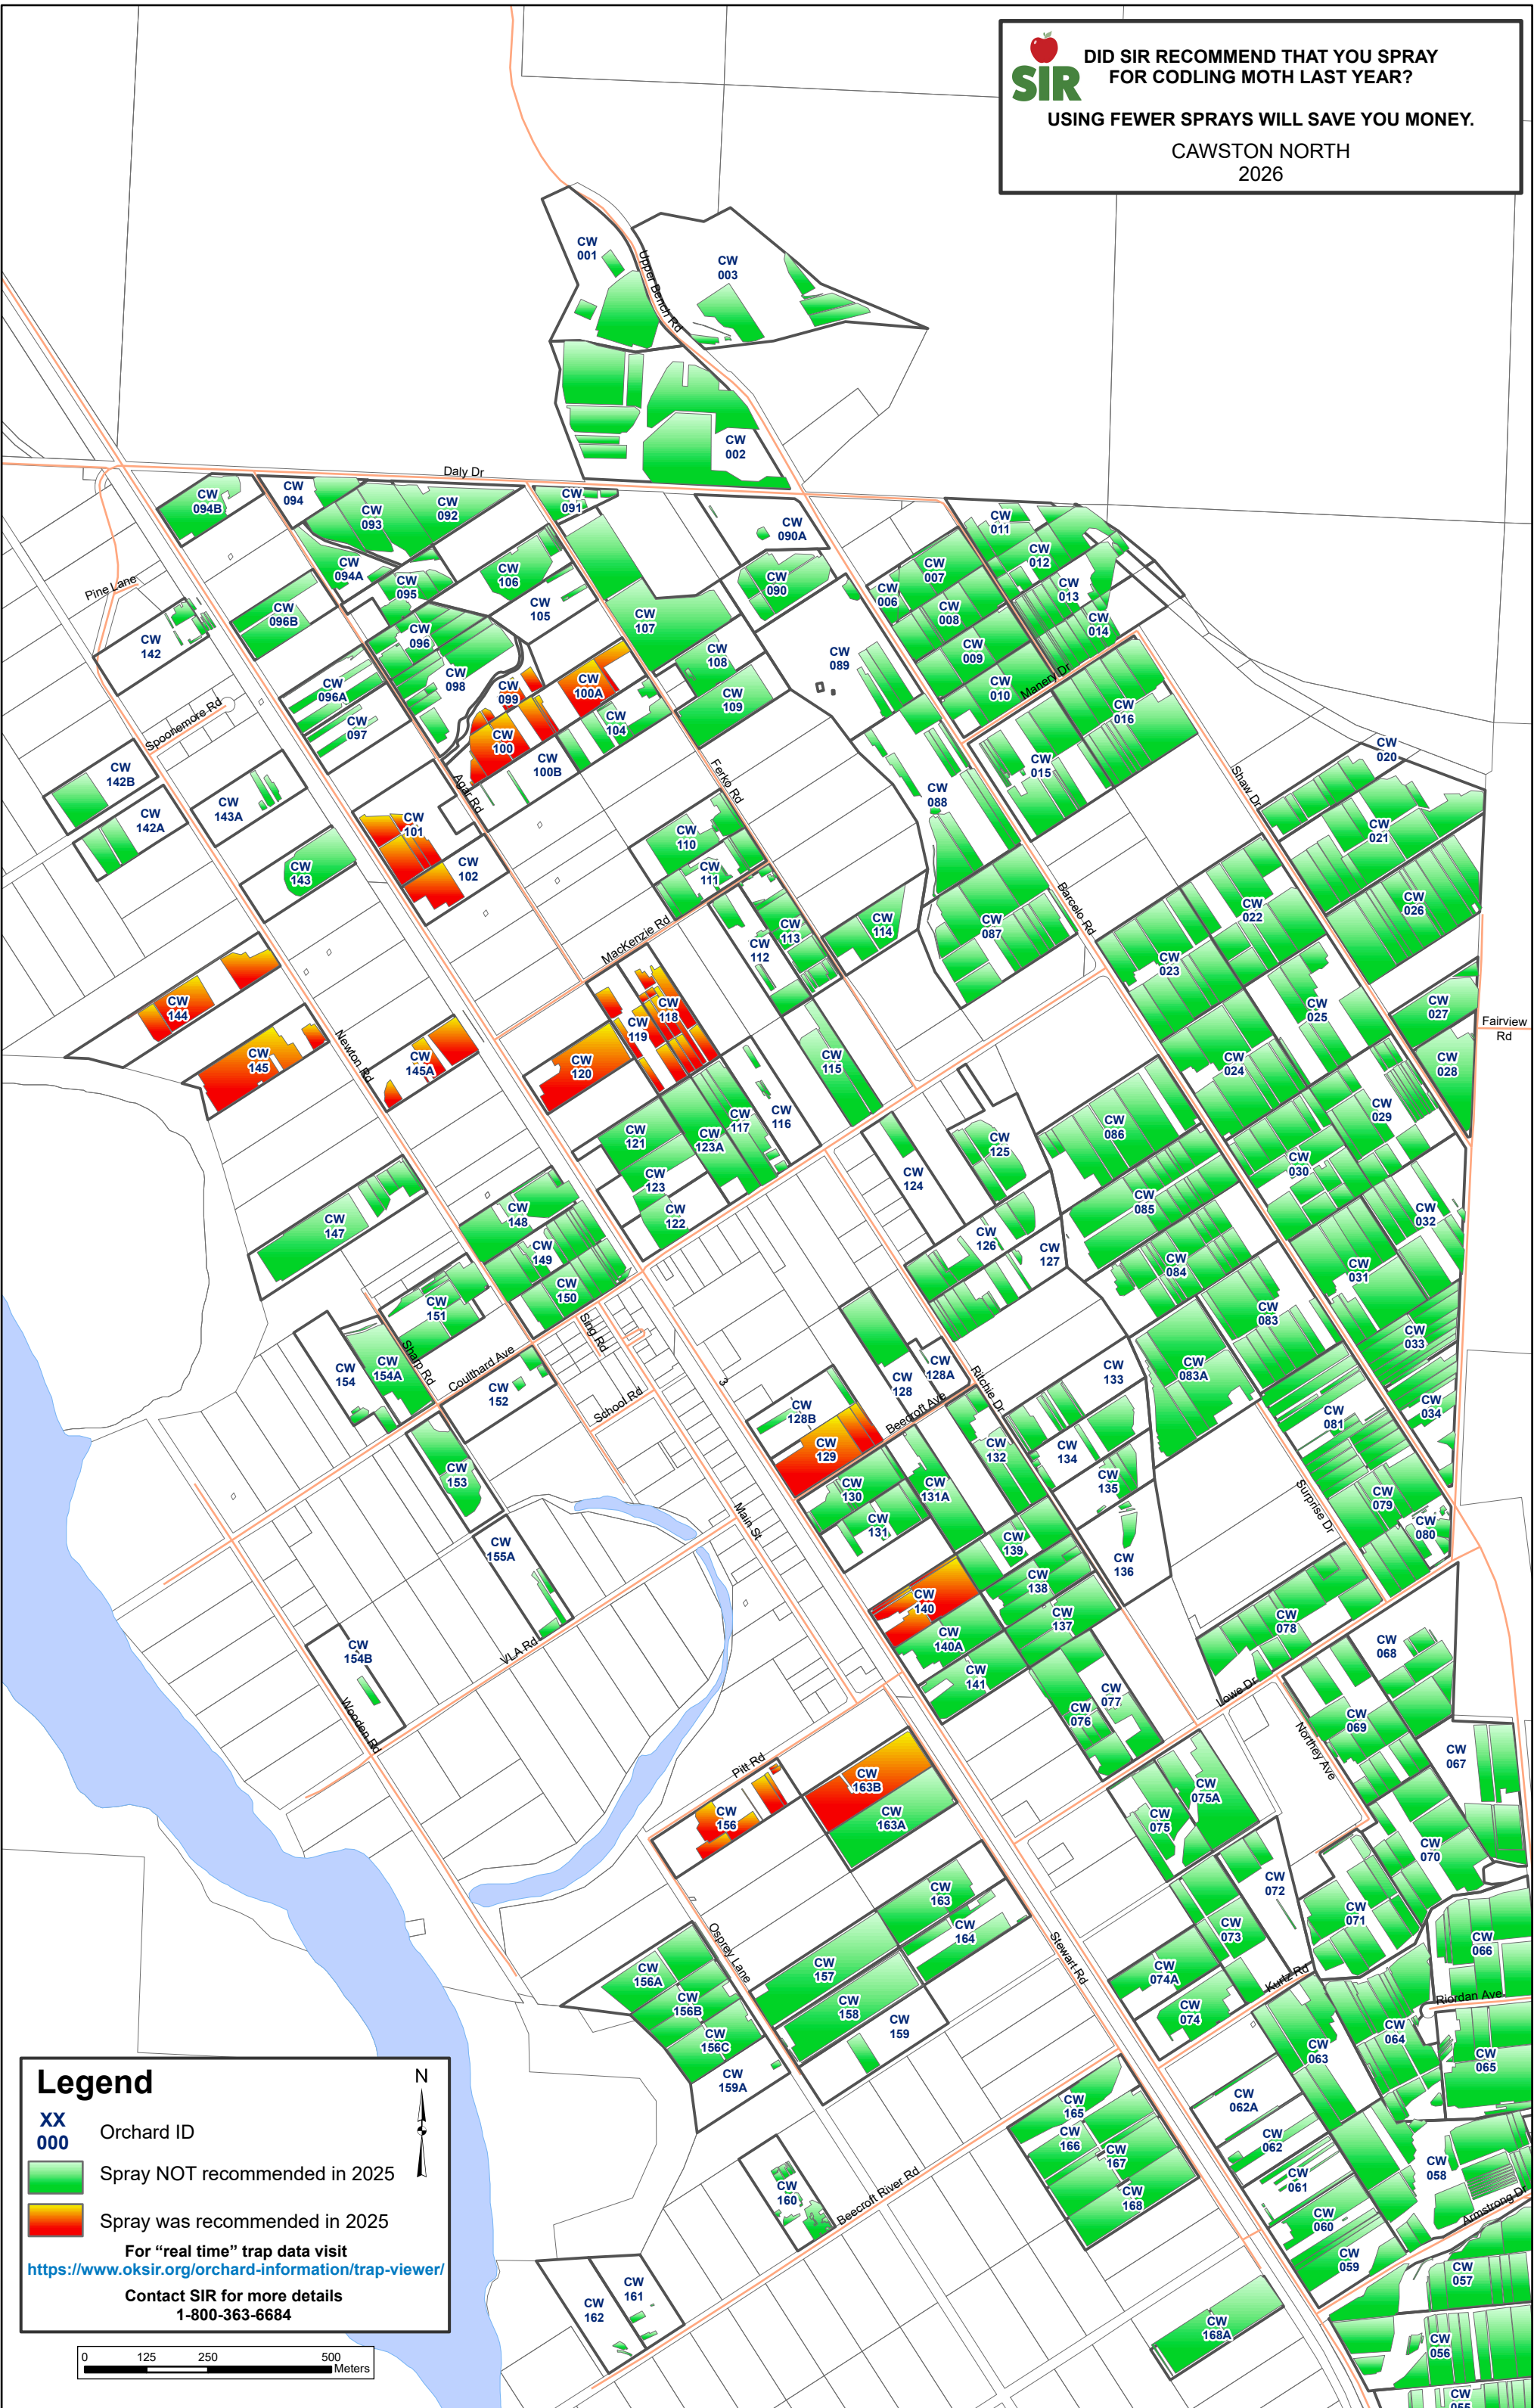 SIR
DID SIR RECOMMEND THAT YOU SPRAY
FOR CODLING MOTH LAST YEAR?
USING FEWER SPRAYS WILL SAVE YOU MONEY.
CAWSTON NORTH
2026
CW
001
CW
003
Upper Bench Rd
CW
002
Daly Dr
CW
094B
CW
094
CW
093
CW
092
CW
091
CW
090A
CW
011
CW
012
CW
094A
CW
095
CW
106
CW
105
CW
090
CW
007
CW
006
CW
013
Pine Lane
CW
096B
CW
096
CW
107
CW
008
CW
014
CW
142
CW
098
CW
108
CW
089
CW
009
CW
010
Manery Dr
CW
096A
CW
099
CW
100A
CW
109
CW
016
Spoonemore Rd
CW
097
CW
100
CW
104
CW
020
CW
142B
CW
100B
Ferko Rd
CW
015
Shaw Dr
Agar Rd
CW
088
CW
143A
CW
142A
CW
101
CW
110
CW
021
CW
143
CW
102
CW
111
Barcelo Rd
CW
026
CW
022
MacKenzie Rd
CW
113
CW
114
CW
087
CW
112
CW
023
CW
144
CW
118
CW
119
CW
025
CW
027
Fairview
Rd
CW
145
Newton Rd
CW
145A
CW
120
CW
115
CW
024
CW
028
CW
029
CW
121
CW
123A
CW
117
CW
116
CW
086
CW
125
CW
030
CW
123
CW
124
CW
147
CW
148
CW
122
CW
085
CW
032
CW
149
CW
126
CW
127
CW
084
CW
031
CW
150
CW
151
CW
083
CW
033
Sing Rd
CW
154
CW
154A
Sharp Rd
Coulthard Ave
CW
152
School Rd
3
CW
128
CW
128A
Ritchie Dr
CW
133
CW
083A
CW
034
CW
128B
Beecroft Ave
CW
081
CW
129
CW
132
CW
134
CW
153
CW
130
CW
131A
CW
135
CW
079
Surprise Dr
CW
131
Main St
CW
080
CW
155A
CW
139
CW
136
CW
138
CW
140
CW
137
CW
078
CW
140A
VLA Rd
CW
154B
CW
068
CW
141
CW
077
CW
076
Lowe Dr
CW
069
Wooden Rd
Northey Ave
CW
067
Pitt Rd
CW
163B
CW
075A
CW
156
CW
163A
CW
075
CW
070
CW
163
CW
072
CW
071
Osprey Lane
CW
164
CW
073
CW
066
Stewart Rd
CW
156A
CW
157
CW
074A
Kurtz Rd
Riordan Ave
CW
156B
CW
158
CW
159
CW
074
CW
064
CW
063
CW
065
CW
156C
CW
159A
CW
165
CW
062A
CW
166
CW
062
CW
167
CW
058
CW
061
CW
160
CW
168
Beecroft River Rd
CW
060
Armstrong Dr
CW
059
CW
057
CW
161
CW
162
CW
168A
CW
056
CW
055
Legend
N
XX
000
Orchard ID
Spray NOT recommended in 2025
Spray was recommended in 2025
For “real time” trap data visit
https://www.oksir.org/orchard-information/trap-viewer/
Contact SIR for more details
1-800-363-6684
0 125 250 500
Meters